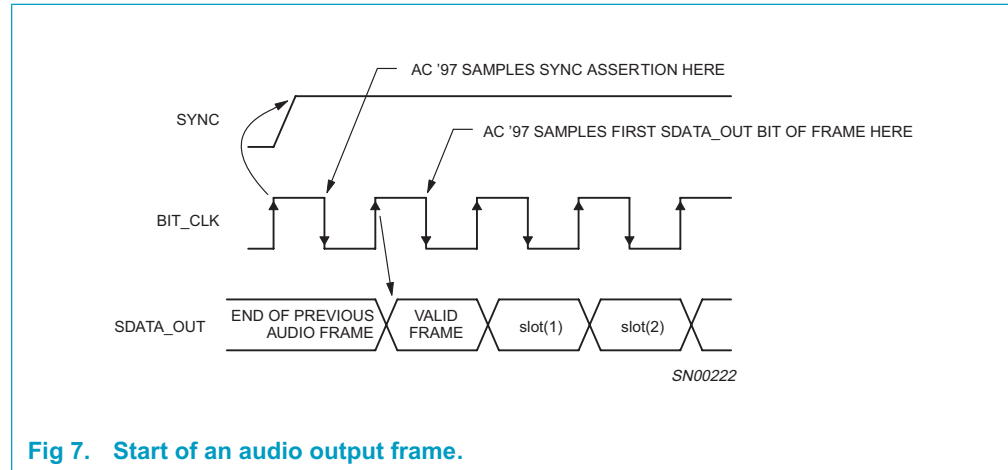 AC '97 SAMPLES SYNC ASSERTION HERE
SYNC
AC '97 SAMPLES FIRST SDATA_OUT BIT OF FRAME HERE
BIT_CLK
SDATA_OUT
END OF PREVIOUS
AUDIO FRAME
VALID
FRAME
slot(1)
slot(2)
SN00222
Fig 7. Start of an audio output frame.